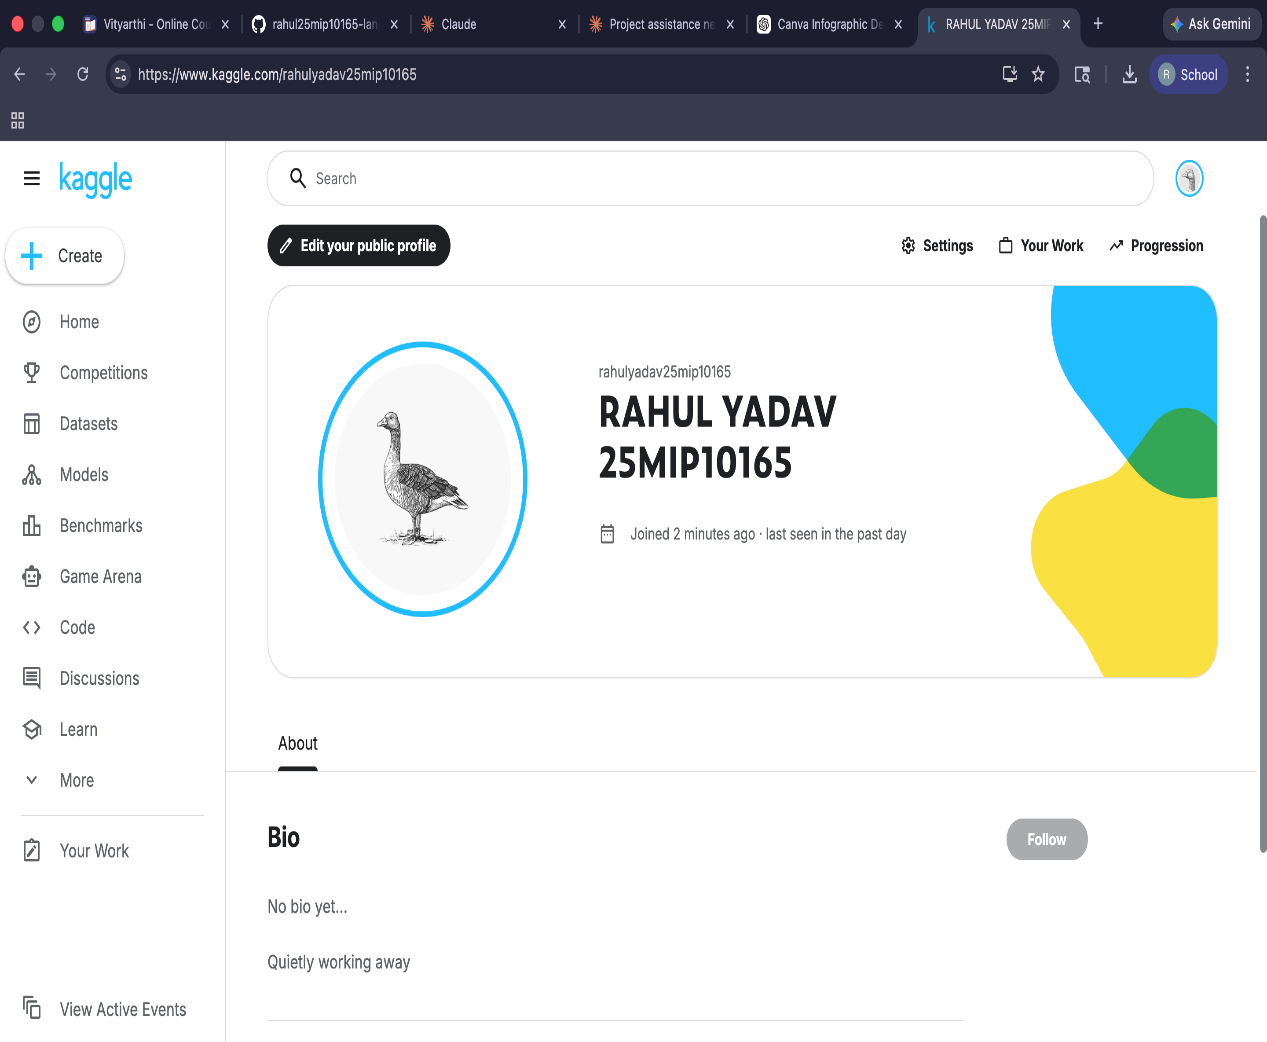 Vityarthi - Online Cou
rahul25mip10165-lan
Claude
Project assistance ne
Canva Infographic De
RAHUL YADAV 25MIP
Ask Gemini
https://www.kaggle.com/rahulyadav25mip10165
R School
kaggle
Search
Create
Edit your public profile
Settings
Your Work
Progression
Home
Competitions
Datasets
Models
Benchmarks
Game Arena
Code
Discussions
Learn
More
Your Work
View Active Events
rahulyadav25mip10165
RAHUL YADAV
25MIP10165
Joined 2 minutes ago · last seen in the past day
About
Bio
Follow
No bio yet...
Quietly working away